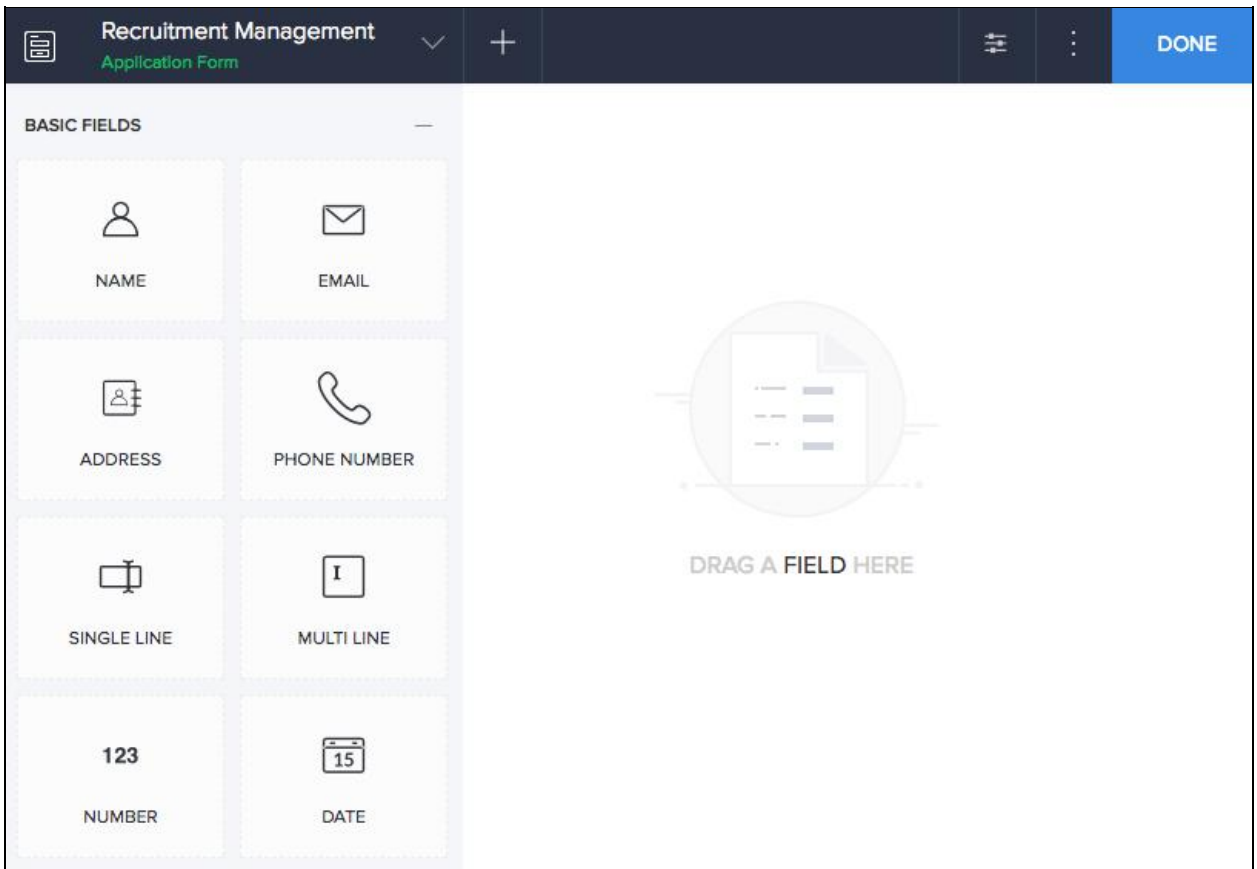 Recruitment Management
Application Form
DONE
BASIC FIELDS
NAME
EMAIL
ADDRESS
PHONE NUMBER
DRAG A FIELD HERE
I
SINGLE LINE
MULTI LINE
123
15
NUMBER
DATE